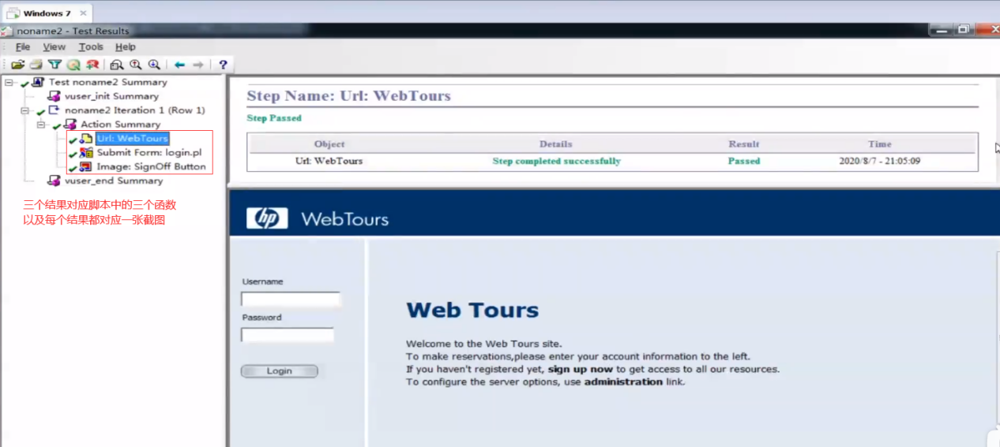 Windows 7
noname2 - Test Results
File View Tools Help
Test noname2 Summary
vuser_init Summary
noname2 Iteration 1 (Row 1)
Action Summary
Url: WebTours
Submit Form: login.pl
Image: SignOff Button
vuser_end Summary
三个结果对应脚本中的三个函数
以及每个结果都对应一张截图
Step Name: Url: WebTours
Step Passed
Object Details Result Time
Url: WebTours Step completed successfully Passed 2020/8/7 - 21:05:09
hp WebTours
Username
Password
Login
Web Tours
Welcome to the Web Tours site.
To make reservations,please enter your account information to the left.
If you haven't registered yet, sign up now to get access to all our resources.
To configure the server options, use administration link.